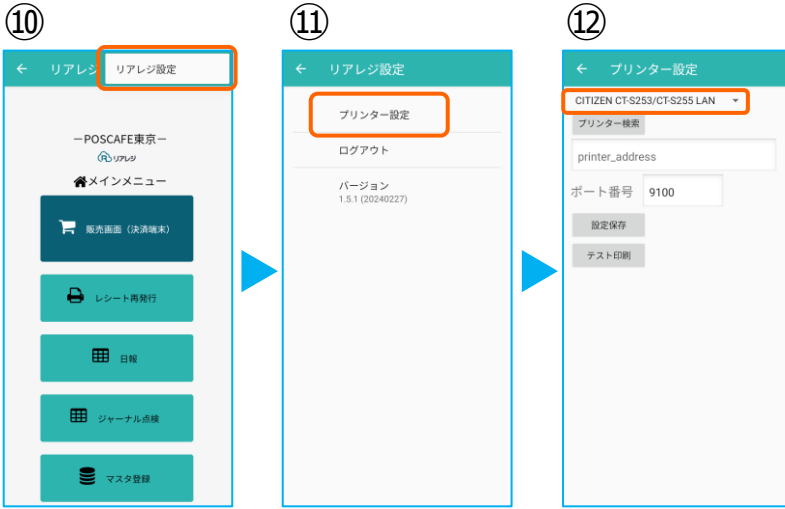 ⑩
← リアレジ リアレジ設定
－POSCAFE東京－
リアレジ
メインメニュー
販売画面（決済端末）
レシート再発行
日報
ジャーナル点検
マスタ登録
⑪
← リアレジ設定
プリンター設定
ログアウト
バージョン
1.5.1 (20240227)
⑫
← プリンター設定
CITIZEN CT-S253/CT-S255 LAN
プリンター検索
printer_address
ポート番号 9100
設定保存
テスト印刷